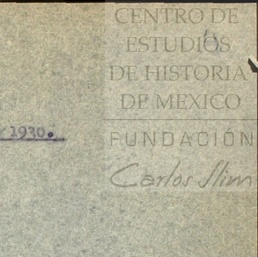 CENTRO DE
ESTUDIOS
DE HISTORIA
DE MEXICO
FUNDACIÓN
Carlos Slim
1930.